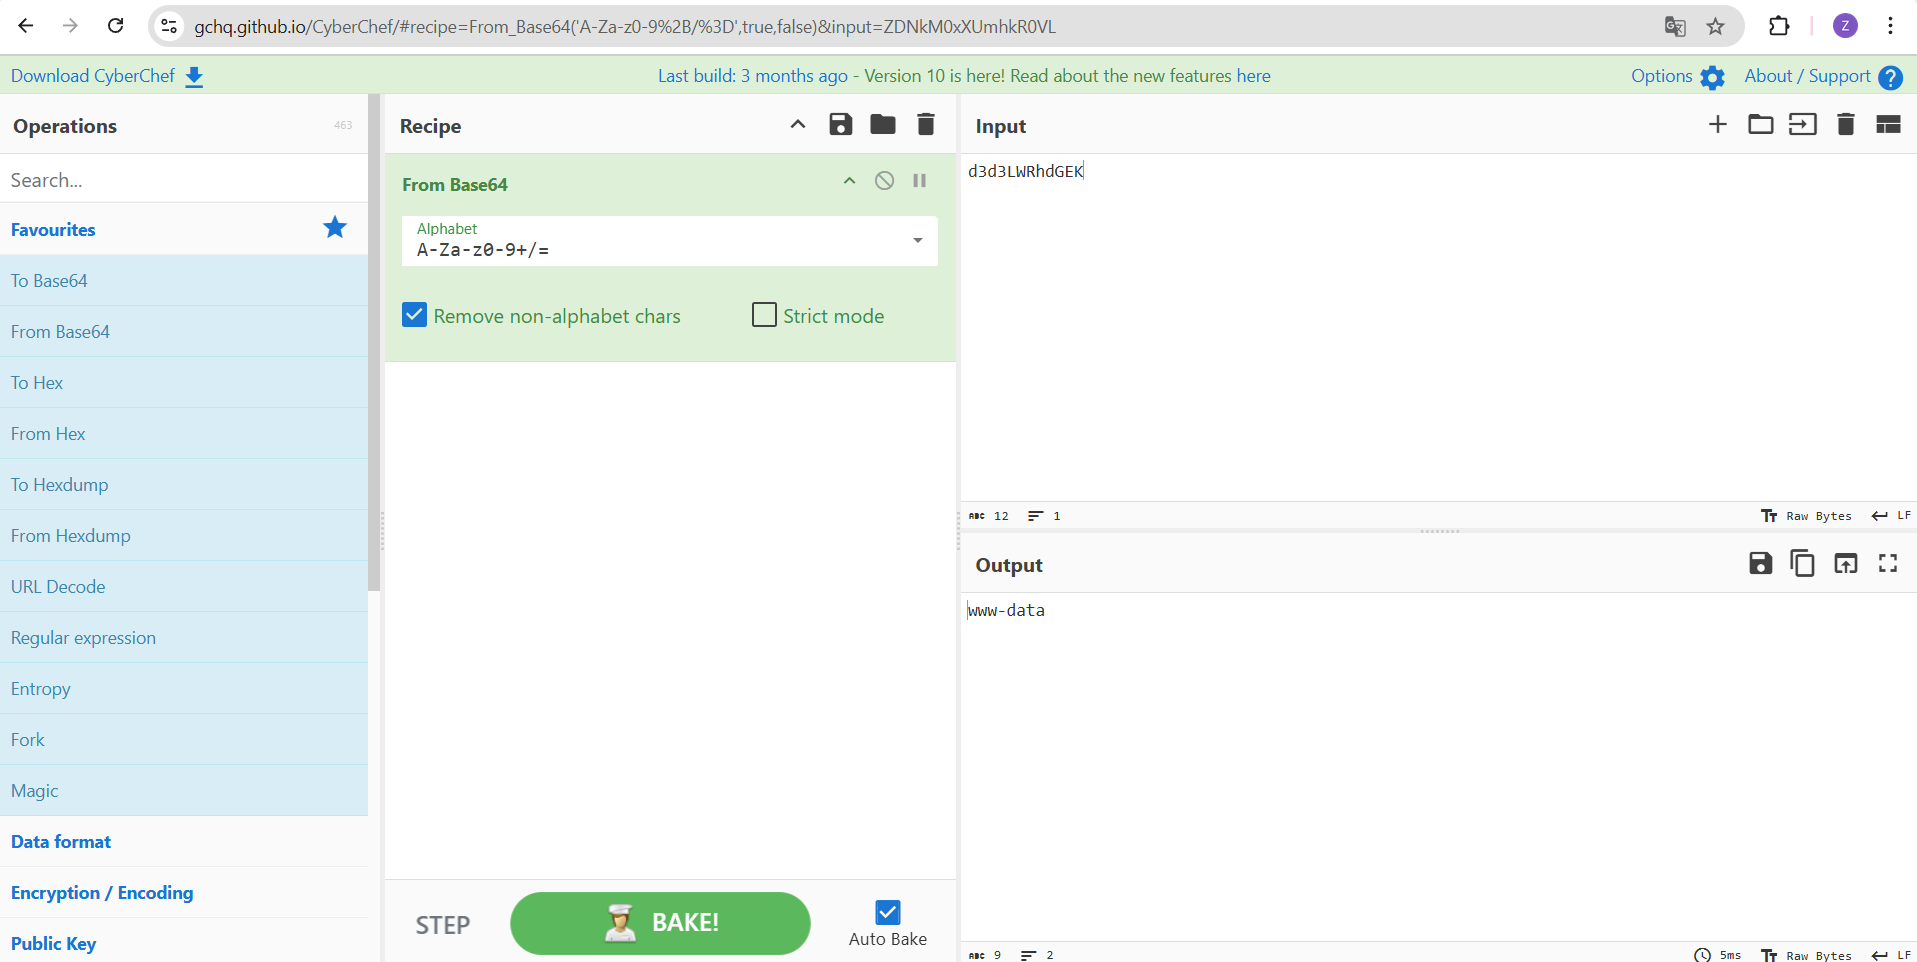 gchq.github.io/CyberChef/#recipe=From_Base64('A-Za-z0-9%2B/%3D',true,false)&input=ZDNkM0xXUmhkR0VL
Z
Download CyberChef
Last build: 3 months ago - Version 10 is here! Read about the new features here
Options
About / Support
?
Operations
463
Search...
Favourites
To Base64
From Base64
To Hex
From Hex
To Hexdump
From Hexdump
URL Decode
Regular expression
Entropy
Fork
Magic
Data format
Encryption / Encoding
Public Key
Recipe
From Base64
Alphabet
A-Za-z0-9+/=
Remove non-alphabet chars
Strict mode
STEP
BAKE!
Auto Bake
Input
d3d3LWRhdGEK
ABC 12
1
Tт Raw Bytes
LF
Output
www-data
ABC 9
2
5ms
Tт Raw Bytes
LF